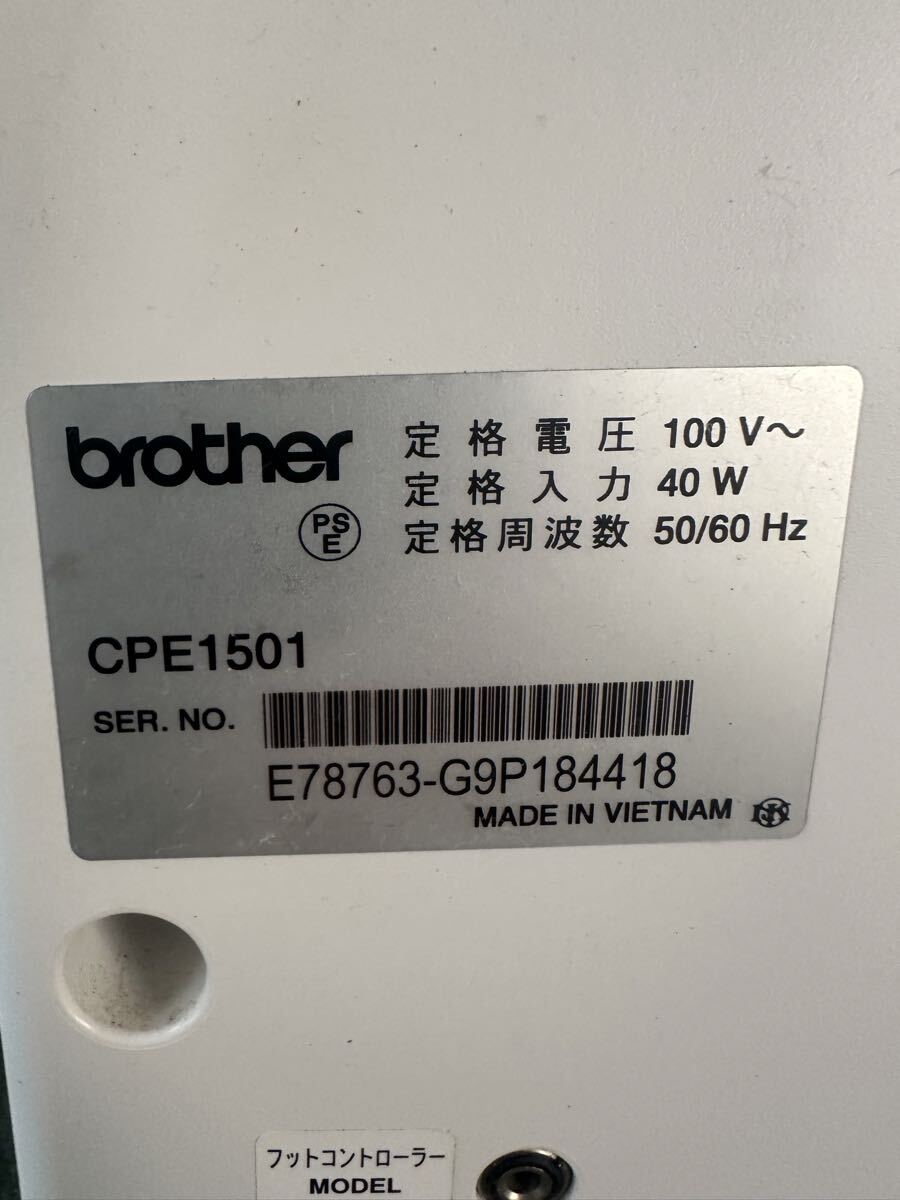 brother
PS
E
定格電圧 100 V～
定格入力 40 W
定格周波数 50/60 Hz
CPE1501
SER. NO.
E78763-G9P184418
MADE IN VIETNAM
フットコントローラー
MODEL